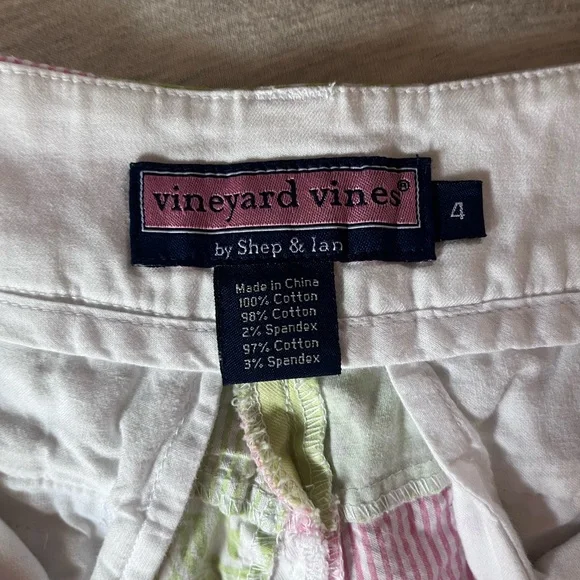 vineyard vines®
by Shep & Ian
4
Made in China
100% Cotton
98% Cotton
2% Spandex
97% Cotton
3% Spandex